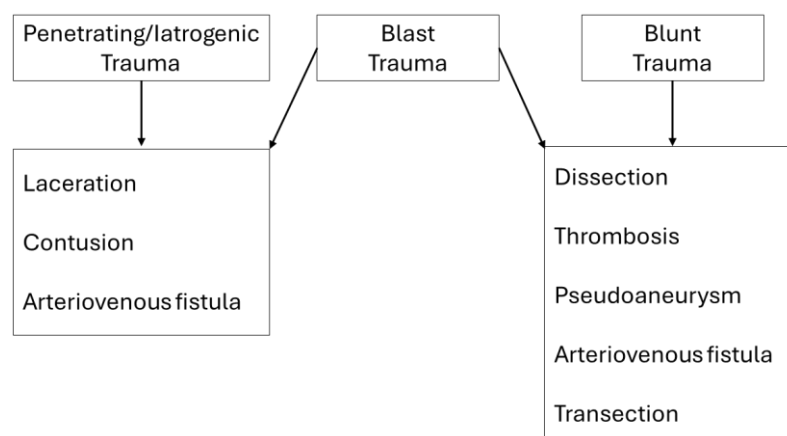 Penetrating/Iatrogenic
Trauma
Blast
Trauma
Blunt
Trauma
Laceration
Contusion
Arteriovenous fistula
Dissection
Thrombosis
Pseudoaneurysm
Arteriovenous fistula
Transection